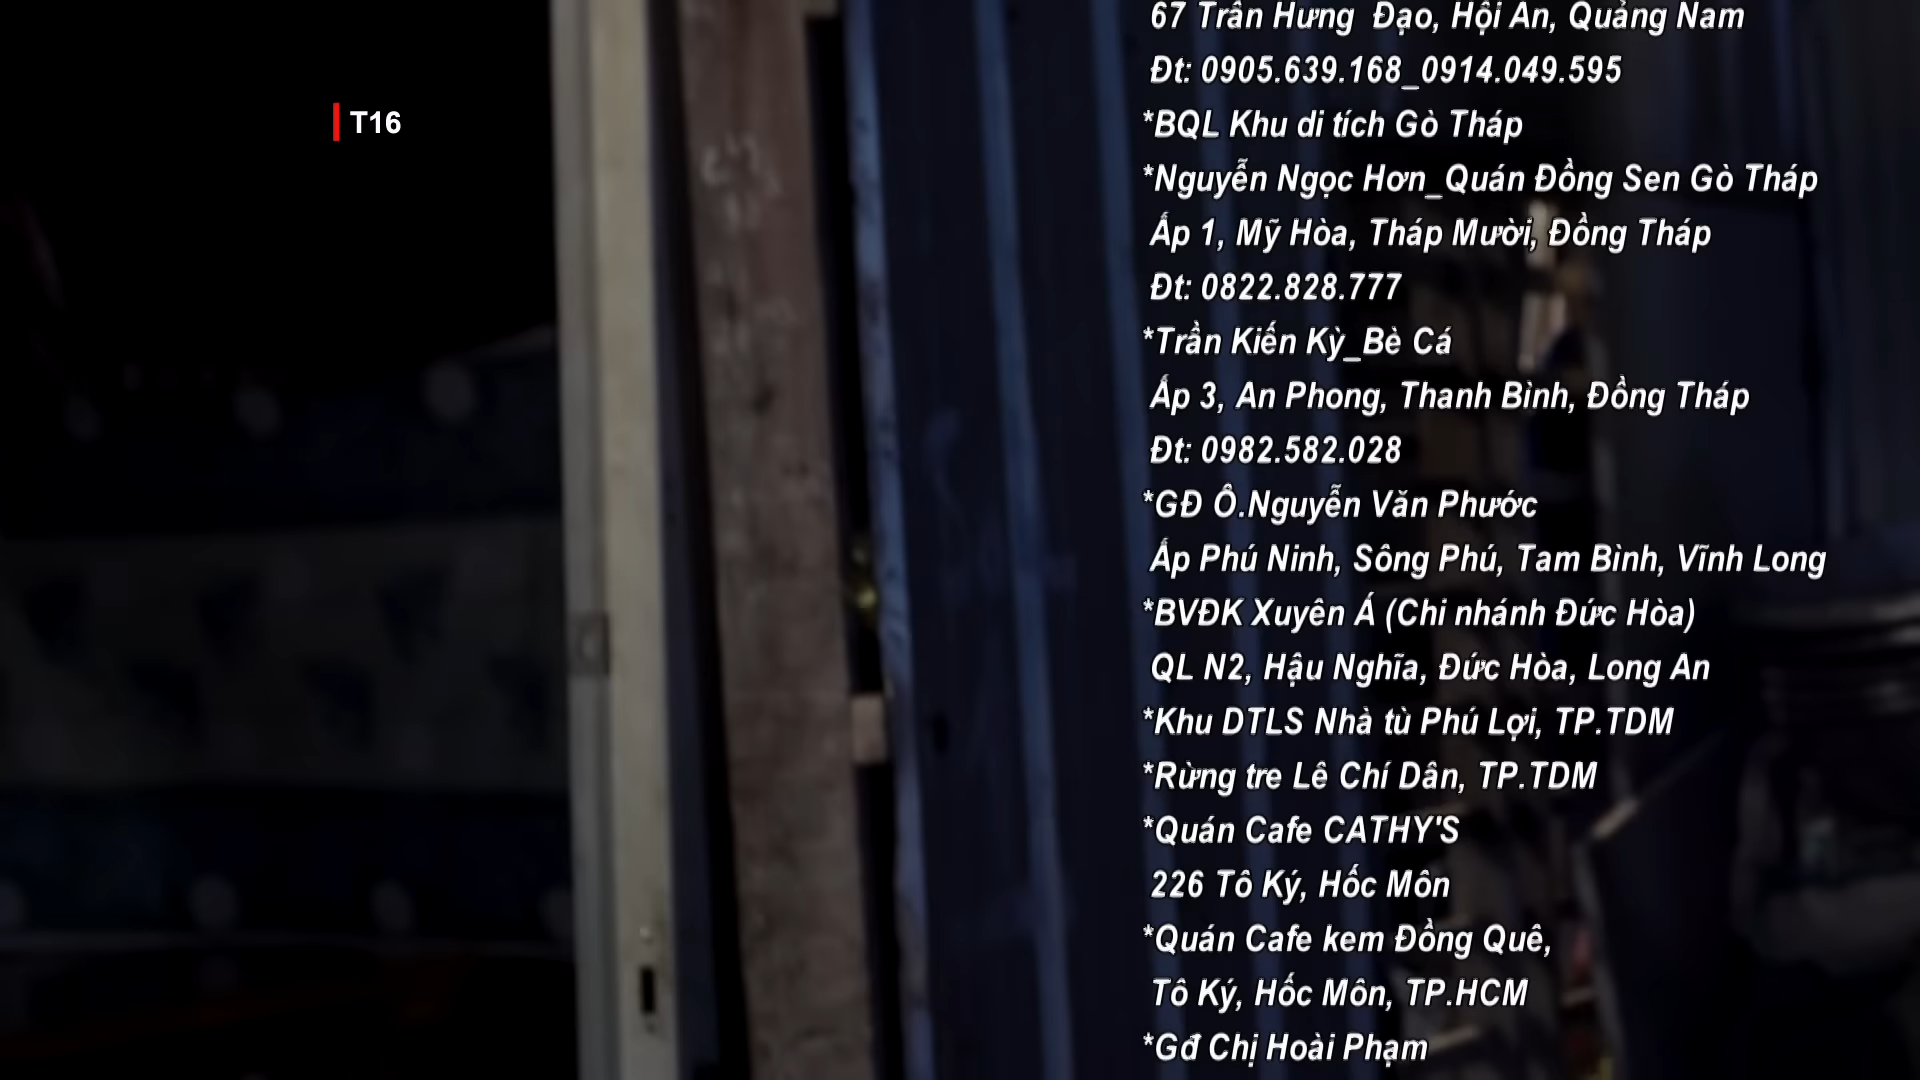 T16
67 Trần Hưng Đạo, Hội An, Quảng Nam
Đt: 0905.639.168_0914.049.595
*BQL Khu di tích Gò Tháp
*Nguyễn Ngọc Hơn_Quán Đồng Sen Gò Tháp
Ấp 1, Mỹ Hòa, Tháp Mười, Đồng Tháp
Đt: 0822.828.777
*Trần Kiến Kỳ_Bè Cá
Ấp 3, An Phong, Thanh Bình, Đồng Tháp
Đt: 0982.582.028
*GĐ Ô.Nguyễn Văn Phước
Ấp Phú Ninh, Sông Phú, Tam Bình, Vĩnh Long
*BVĐK Xuyên Á (Chi nhánh Đức Hòa)
QL N2, Hậu Nghĩa, Đức Hòa, Long An
*Khu DTLS Nhà tù Phú Lợi, TP.TDM
*Rừng tre Lê Chí Dân, TP.TDM
*Quán Cafe CATHY'S
226 Tô Ký, Hốc Môn
*Quán Cafe kem Đồng Quê,
Tô Ký, Hốc Môn, TP.HCM
*Gđ Chị Hoài Phạm